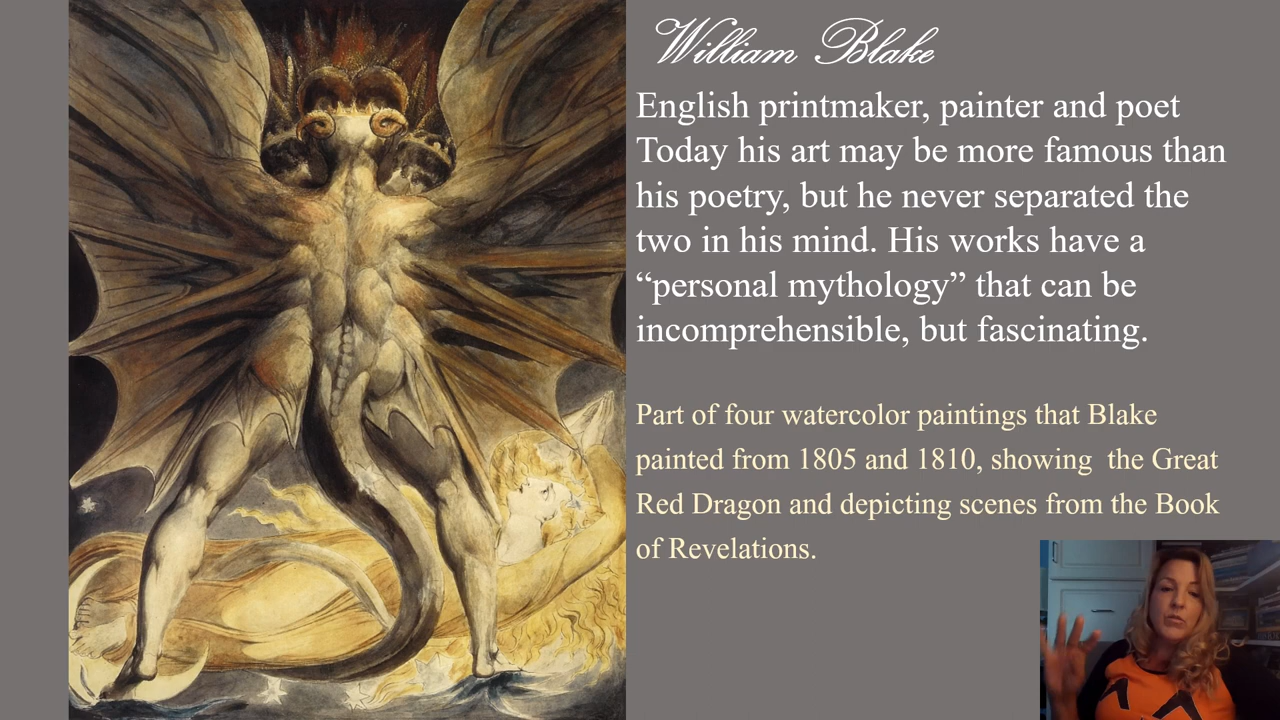 William Blake
English printmaker, painter and poet
Today his art may be more famous than
his poetry, but he never separated the
two in his mind. His works have a
“personal mythology” that can be
incomprehensible, but fascinating.
Part of four watercolor paintings that Blake
painted from 1805 and 1810, showing  the Great
Red Dragon and depicting scenes from the Book
of Revelations.